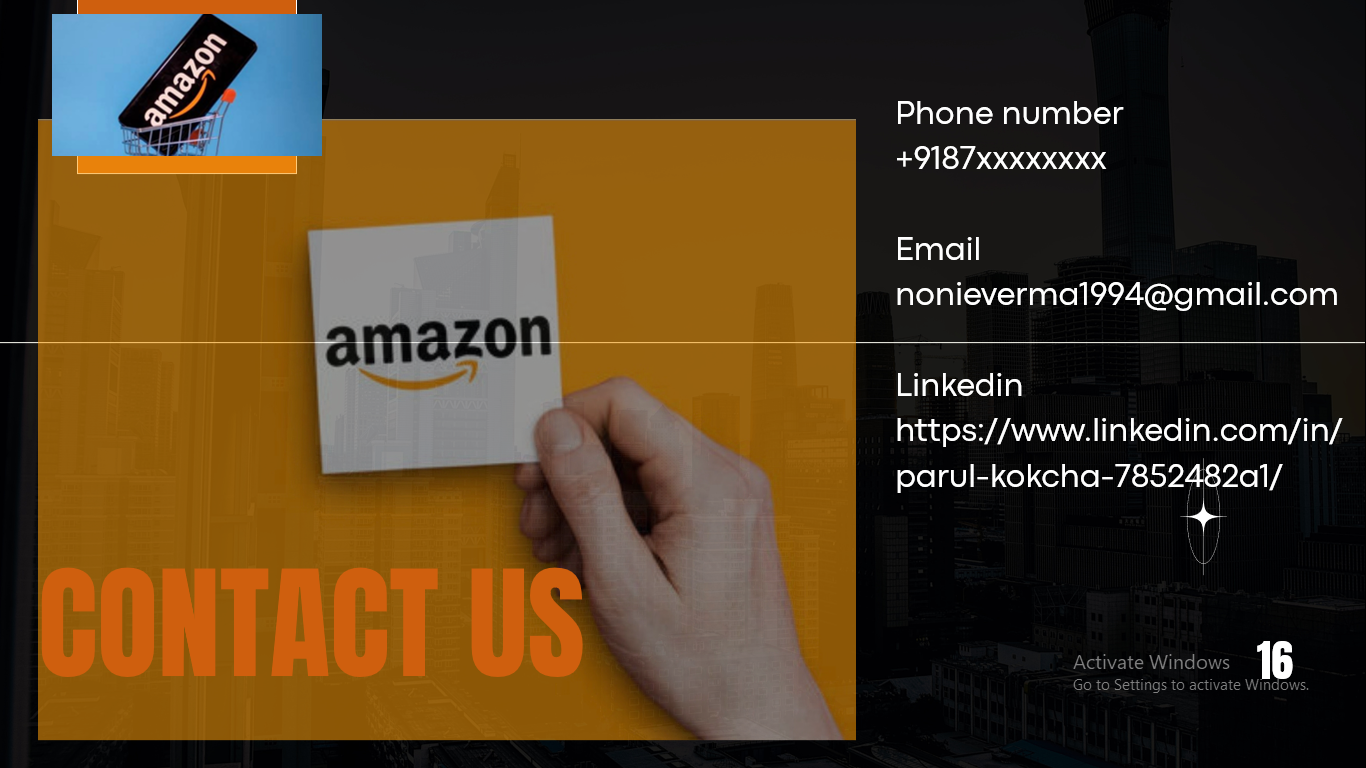 amazon
amazon
CONTACT US
Phone number
+9187xxxxxxxx
Email
nonieverma1994@gmail.com
Linkedin
https://www.linkedin.com/in/
parul-kokcha-7852482a1/
16
Activate Windows
Go to Settings to activate Windows.